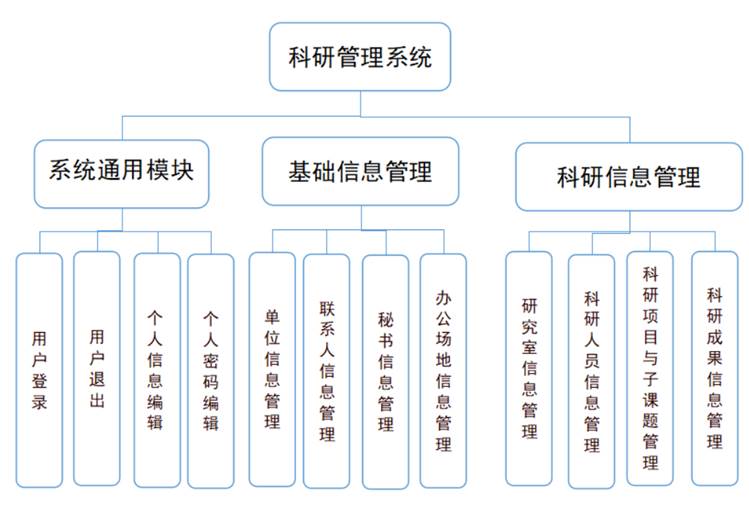 科研管理系统
系统通用模块
基础信息管理
科研信息管理
用户登录
用户退出
个人信息编辑
个人密码编辑
单位信息管理
联系人信息管理
秘书信息管理
办公场地信息管理
研究室信息管理
科研人员信息管理
科研项目与子课题管理
科研成果信息管理